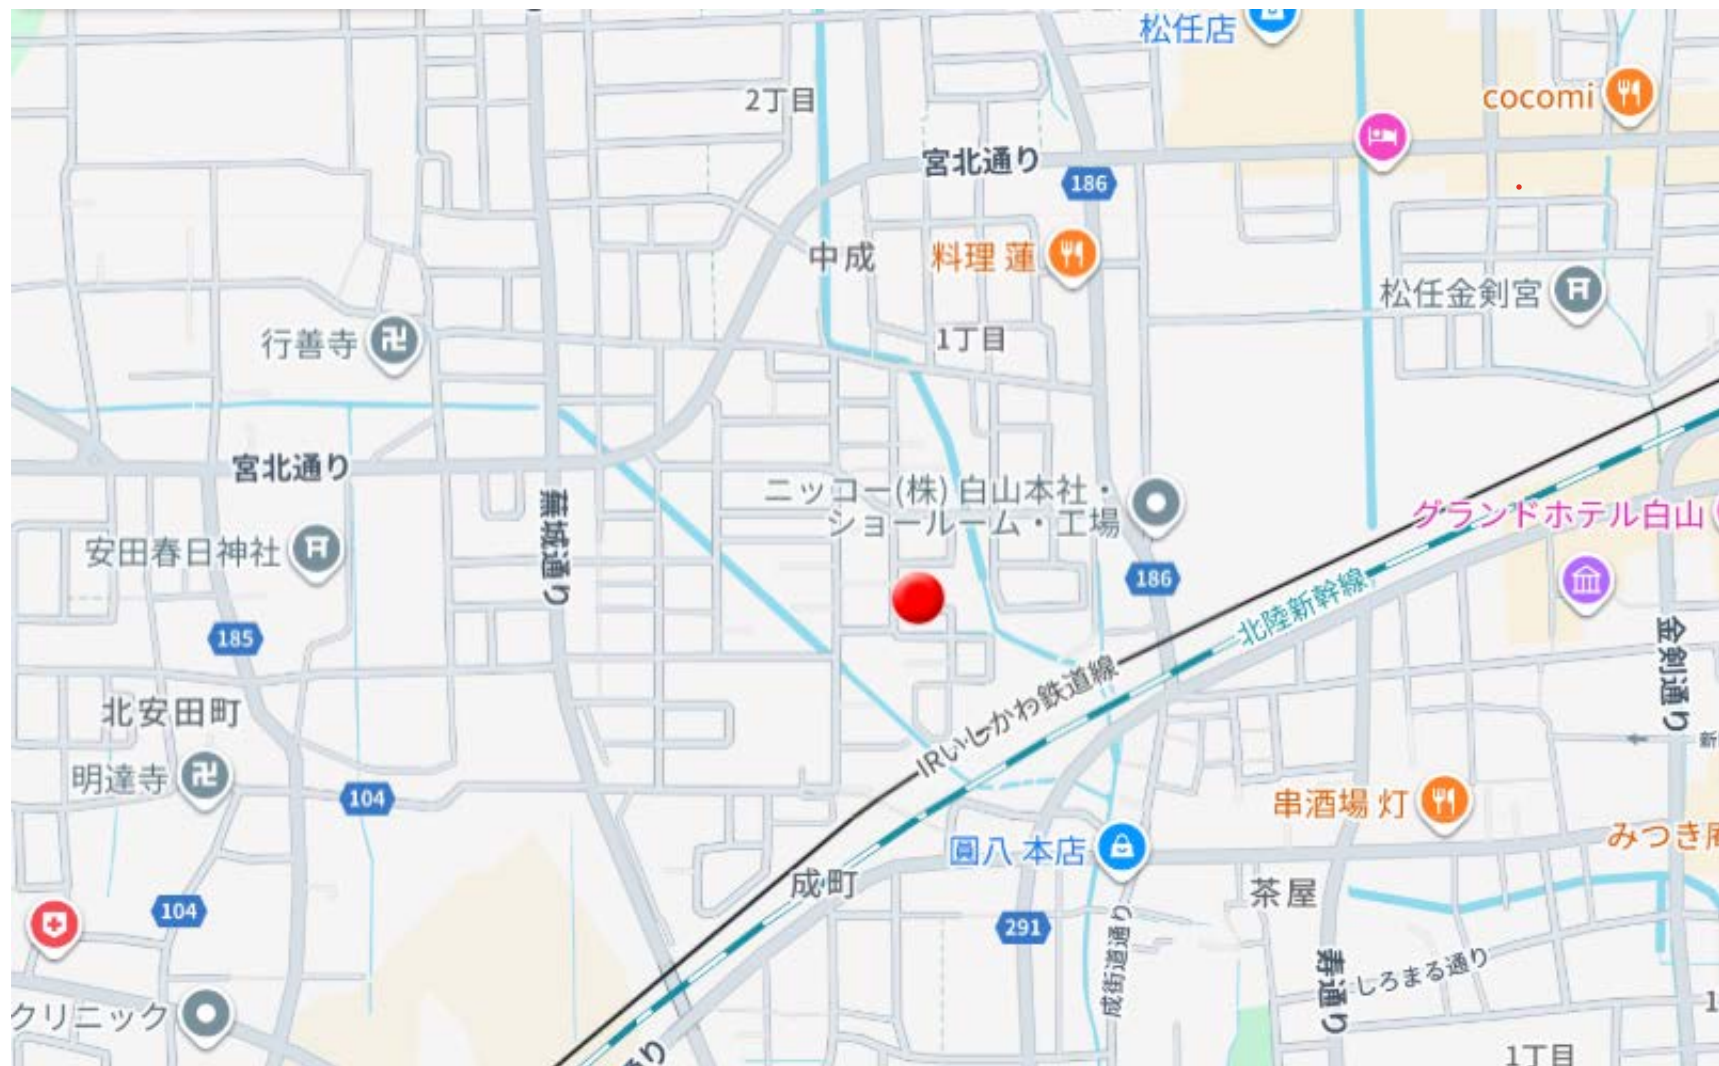 松任店
cocomi
2丁目
宮北通り
186
中成
料理 蓮
松任金剣宮
1丁目
行善寺
宮北通り
ニッコー(株) 白山本社・
ショールーム・工場
グランドホテル白山
蕪城通り
安田春日神社
186
北陸新幹線
185
金剣通り
IRいしかわ鉄道線
北安田町
新
明達寺
104
串酒場 灯
みつき庵
圓八 本店
成町
茶屋
104
291
成街道通り
しろまる通り
寿通り
クリニック
1
通り
1丁目